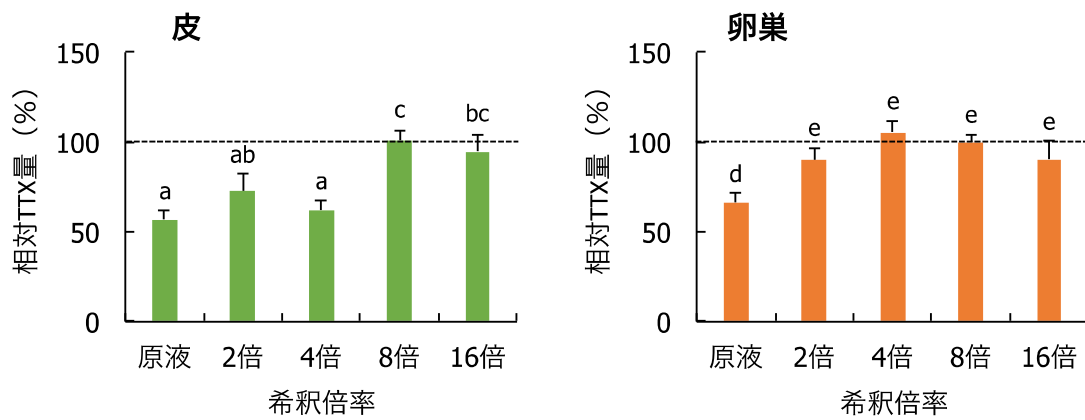 皮
相対TTX量（%）
150
100
50
0
a
ab
a
c
bc
原液 2倍 4倍 8倍 16倍
希釈倍率
卵巣
相対TTX量（%）
150
100
50
0
d
e
e
e
e
原液 2倍 4倍 8倍 16倍
希釈倍率